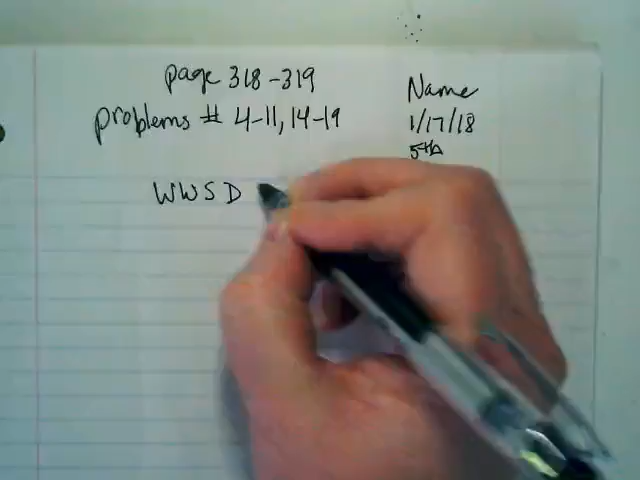 page 318-319
Name
problems # 4-11, 14-19
1/17/18
5th
WWSD